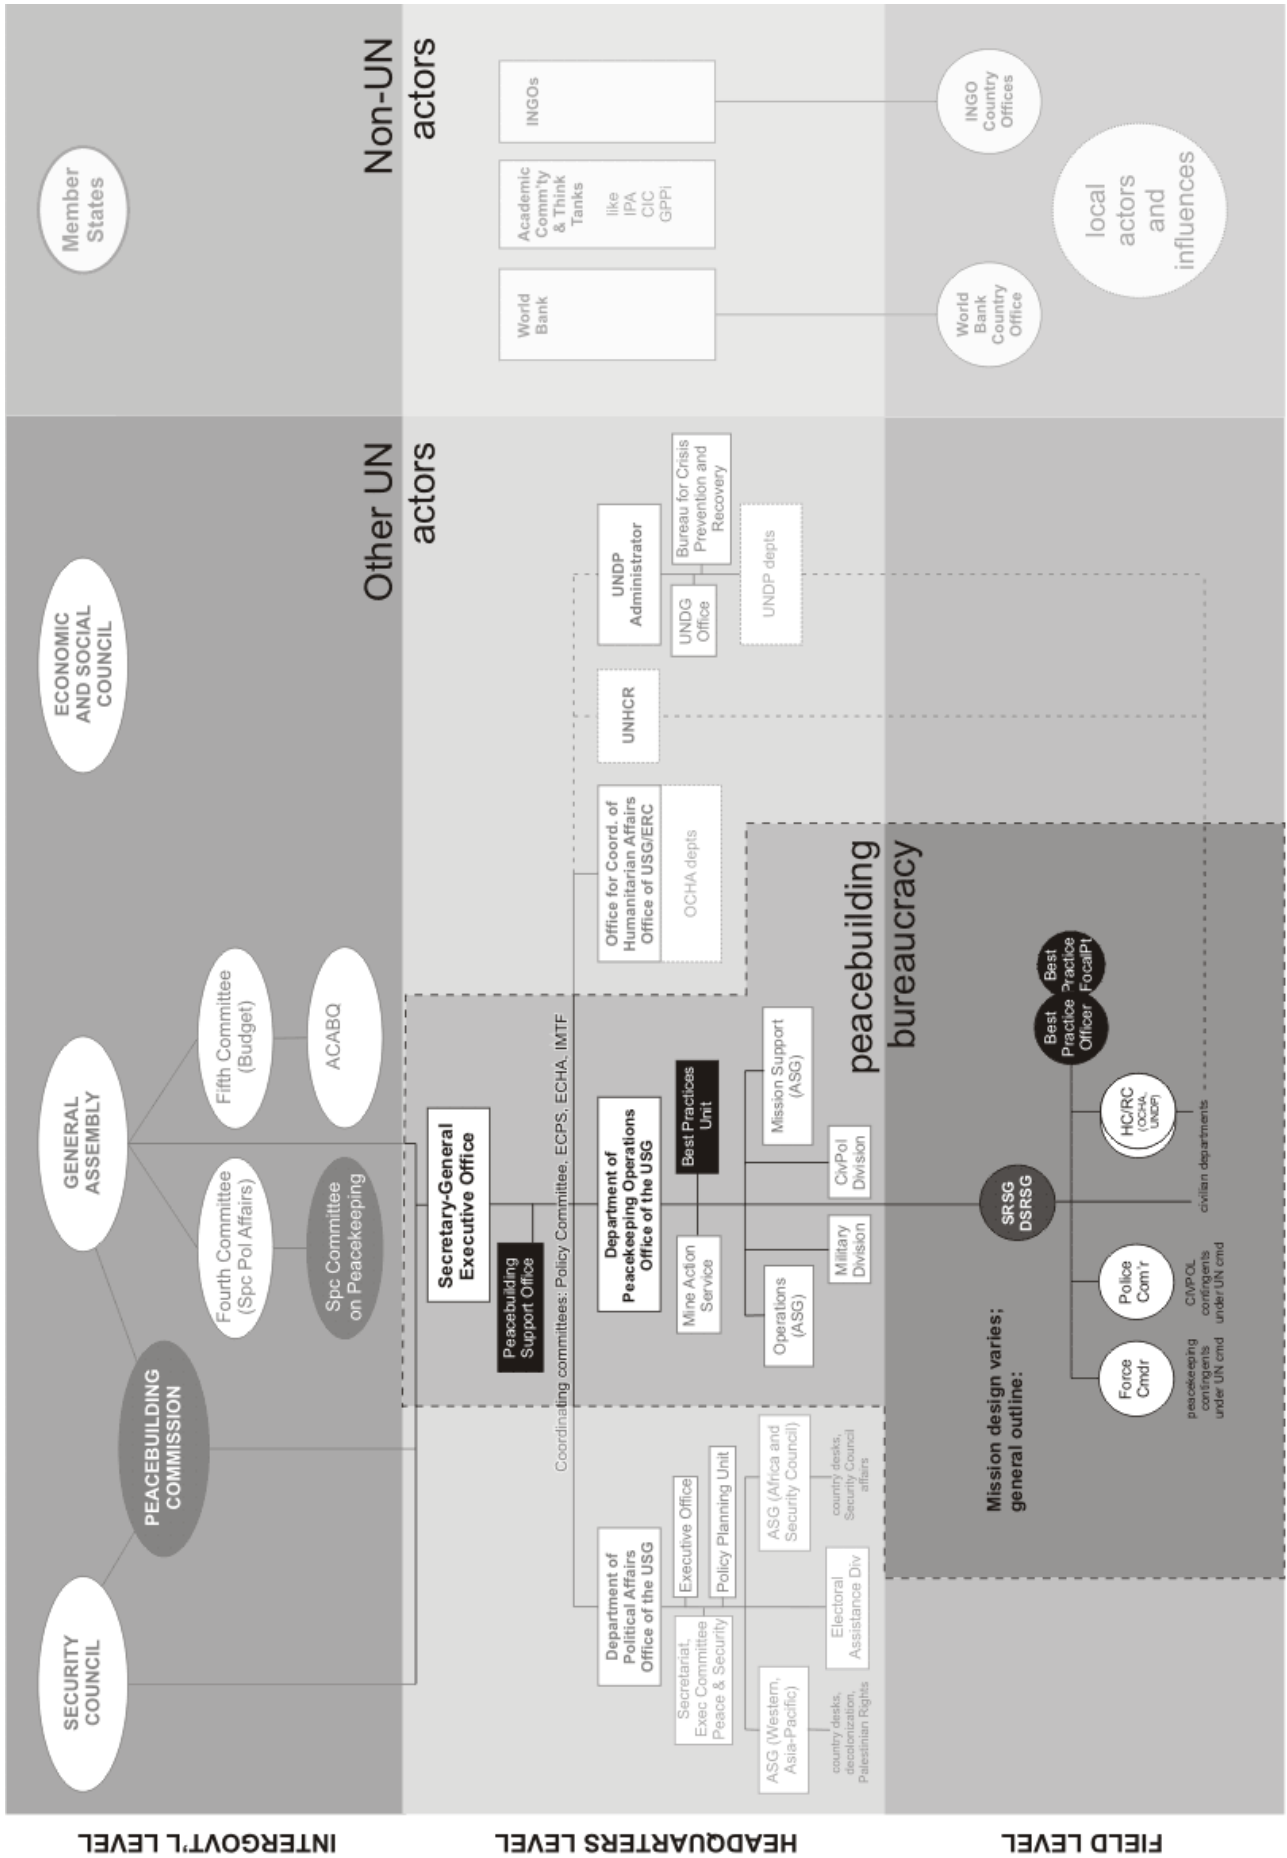 INTERGOVT'L LEVEL
SECURITY
COUNCIL
PEACEBUILDING
COMMISSION
GENERAL
ASSEMBLY
Fourth Committee
(Spc Pol Affairs)
Spc Committee
on Peacekeeping
Fifth Committee
(Budget)
ACABQ
ECONOMIC
AND SOCIAL
COUNCIL
Member
States
Other UN
actors
Non-UN
actors
HEADQUARTERS LEVEL
Secretary-General
Executive Office
Peacebuilding
Support Office
Coordinating committees: Policy Committee, ECPS, ECHA, IMTF
Department of
Political Affairs
Office of the USG
Executive Office
Secretariat,
Exec Committee
Peace & Security
Policy Planning Unit
ASG (Western,
Asia-Pacific)
country desks,
decolonization,
Palestinian Rights
Electoral
Assistance Div
ASG (Africa and
Security Council)
country desks,
Security Council
affairs
Department of
Peacekeeping Operations
Office of the USG
Mine Action
Service
Best Practices
Unit
Operations
(ASG)
Military
Division
CivPol
Division
Mission Support
(ASG)
Office for Coord. of
Humanitarian Affairs
Office of USG/ERC
OCHA depts
UNHCR
UNDP
Administrator
UNDG
Office
Bureau for Crisis
Prevention and
Recovery
UNDP depts
World
Bank
Academic
Comm'ty
& Think
Tanks
like
IPA
CIC
GPPi
INGOs
peacebuilding
bureaucracy
FIELD LEVEL
Mission design varies;
general outline:
SRSG
DSRSG
Force
Cmdr
peacekeeping
contingents
under UN cmd
Police
Com'r
CIVPOL
contingents
under UN cmd
civilian departments
HC/RC
(OCHA,
UNDP)
Best
Practice
Officer
Best
Practice
FocalPt
World
Bank
Country
Office
INGO
Country
Offices
local
actors
and
influences